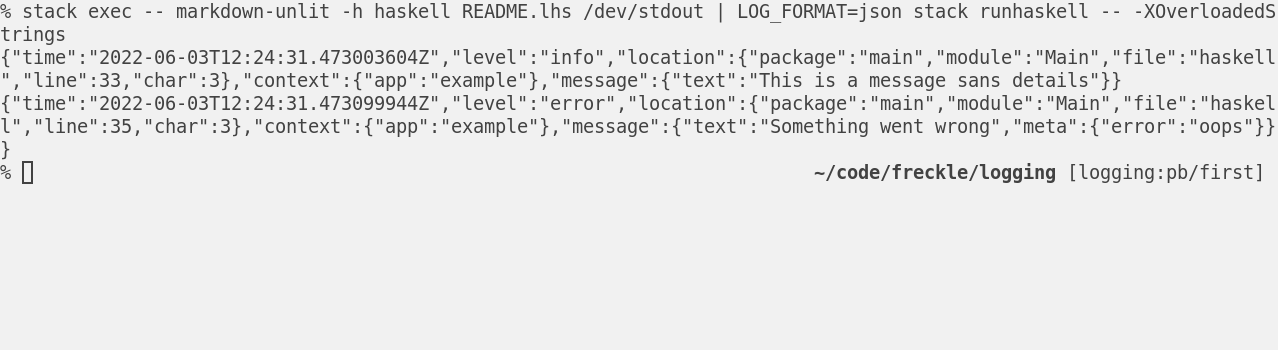 % stack exec -- markdown-unlit -h haskell README.lhs /dev/stdout | LOG_FORMAT=json stack runhaskell -- -XOverloadedS
trings
{"time":"2022-06-03T12:24:31.473003604Z","level":"info","location":{"package":"main","module":"Main","file":"haskell
","line":33,"char":3},"context":{"app":"example"},"message":{"text":"This is a message sans details"}}
{"time":"2022-06-03T12:24:31.473099944Z","level":"error","location":{"package":"main","module":"Main","file":"haskel
l","line":35,"char":3},"context":{"app":"example"},"message":{"text":"Something went wrong","meta":{"error":"oops"}}
}
% ~/code/freckle/logging [logging:pb/first]